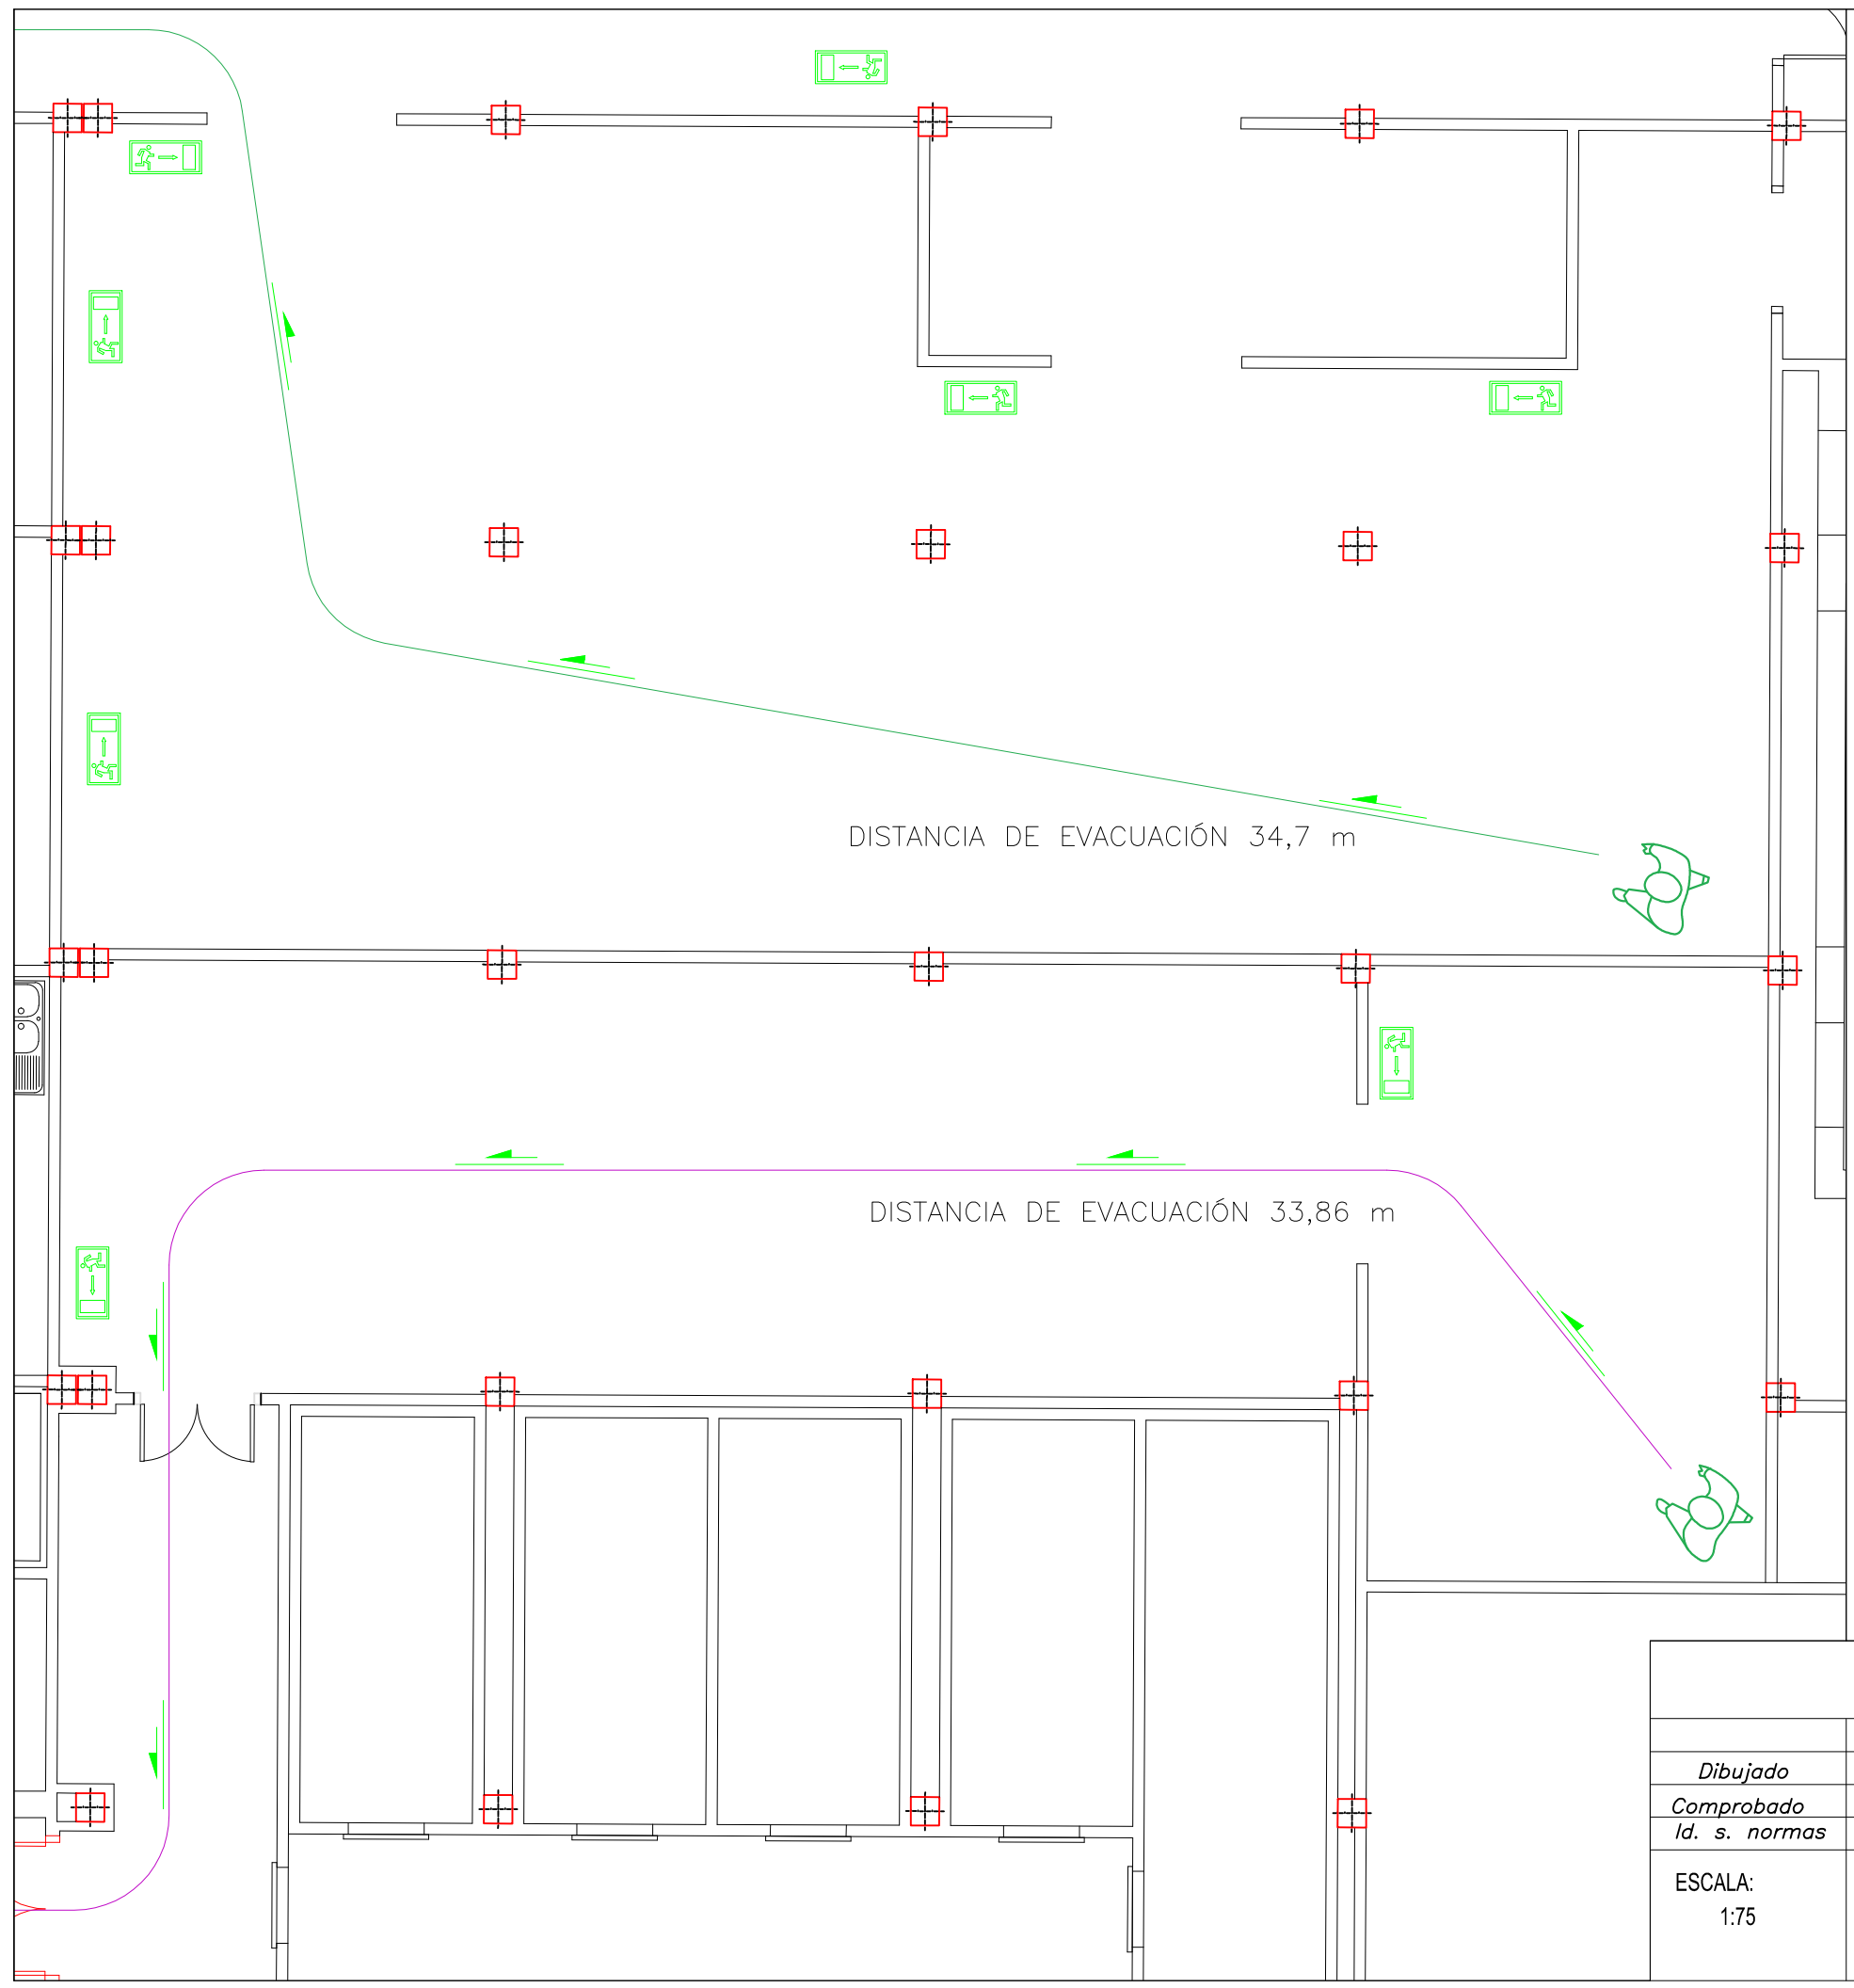 DISTANCIA DE EVACUACIÓN 34,7 m
DISTANCIA DE EVACUACIÓN 33,86 m
Dibujado
Comprobado
Id. s. normas
ESCALA:
1:75